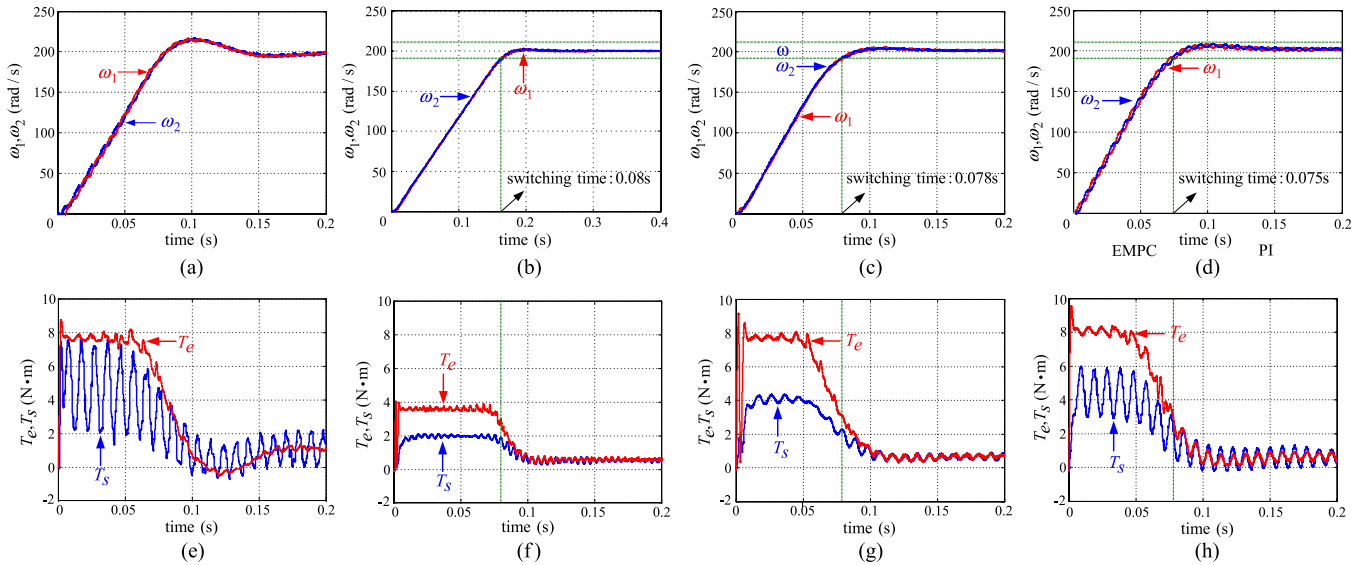 250
200
150
100
50
0
0.05
0.1
0.15
0.2
ω1,ω2 (rad / s)
time (s)
ω1
ω2
(a)
250
200
150
100
50
0
0.1
0.2
0.3
0.4
ω1,ω2 (rad / s)
time (s)
ω2
ω1
switching time : 0.08s
(b)
250
200
150
100
50
0
0.05
0.1
0.15
0.2
ω1,ω2 (rad / s)
time (s)
ω
ω2
ω1
switching time : 0.078s
(c)
250
200
150
100
50
0
0.05
0.1
0.15
0.2
ω1,ω2 (rad / s)
time (s)
ω1
ω2
switching time : 0.075s
EMPC
PI
(d)
10
8
6
4
2
0
2
0
0.05
0.1
0.15
0.2
Te,Ts (N•m)
time (s)
Te
Ts
(e)
10
8
6
4
2
0
2
0
0.05
0.1
0.15
0.2
Te,Ts (N•m)
time (s)
Te
Ts
(f)
10
8
6
4
2
0
2
0
0.05
0.1
0.15
0.2
Te,Ts (N•m)
time (s)
Te
Ts
(g)
10
8
6
4
2
0
2
0
0.05
0.1
0.15
0.2
Te,Ts (N•m)
time (s)
Te
Ts
(h)